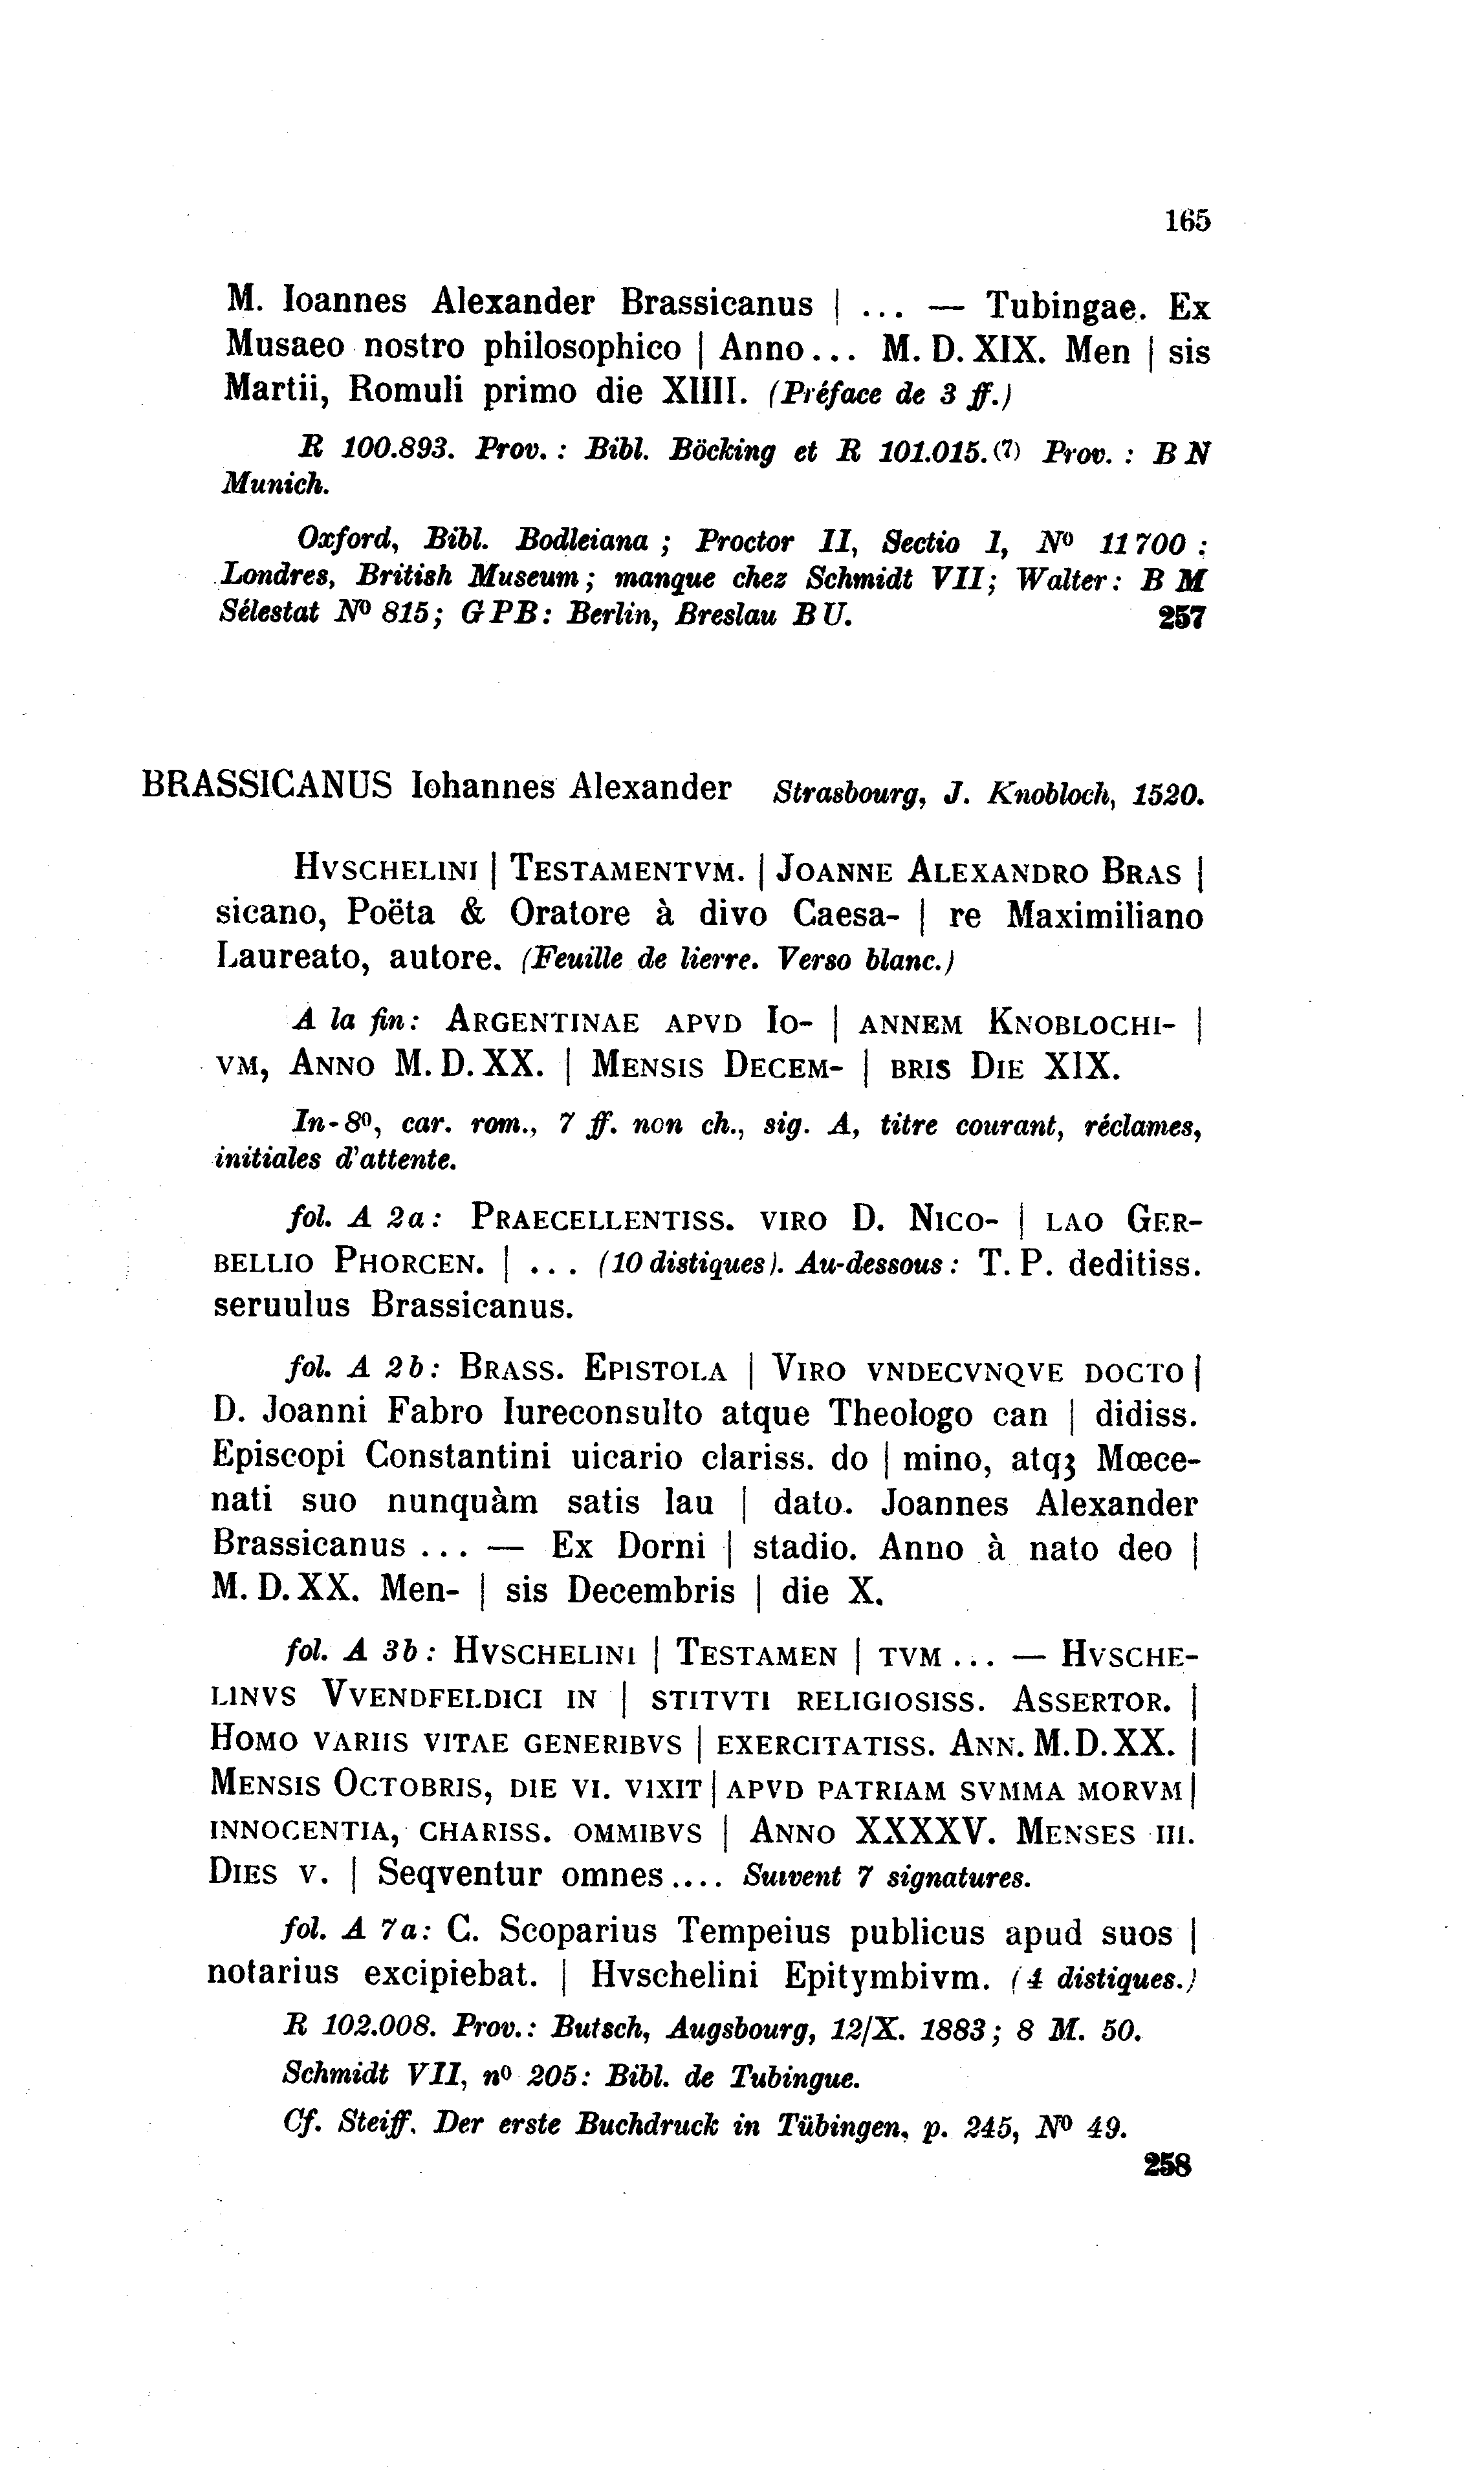 165
M. Ioannes Alexander Brassicanus | ... — Tubingae. Ex
Musaeo nostro philosophico | Anno... M. D. XIX. Men | sis
Martii, Romuli primo die XIIII. (Préface de 3 ff.)
R 100.893. Prov. : Bibl. Böcking et R 101.015.(7) Prov. : B N
Munich.
Oxford, Bibl. Bodleiana ; Proctor II, Sectio 1, Nº 11700 :
Londres, British Museum ; manque chez Schmidt VII ; Walter : B M
Sélestat Nº 815 ; GPB : Berlin, Breslau B U. 257
BRASSICANUS Iohannes Alexander Strasbourg, J. Knobloch, 1520.
HVSCHELINI | TESTAMENTVM. | JOANNE ALEXANDRO BRAS |
sicano, Poëta & Oratore à divo Caesa- | re Maximiliano
Laureato, autore. (Feuille de lierre. Verso blanc.)
A la fin : ARGENTINAE APVD IO- | ANNEM KNOBLOCHI- |
VM, ANNO M. D. XX. | MENSIS DECEM- | BRIS DIE XIX.
In-8º, car. rom., 7 ff. non ch., sig. A, titre courant, réclames,
initiales d'attente.
fol. A 2a : PRAECELLENTISS. VIRO D. NICO- | LAO GER-
BELLIO PHORCEN. | ... (10 distiques). Au-dessous : T. P. deditiss.
seruulus Brassicanus.
fol. A 2b : BRASS. EPISTOLA | VIRO VNDECVNQVE DOCTO |
D. Joanni Fabro Iureconsulto atque Theologo can | didiss.
Episcopi Constantini uicario clariss. do | mino, atqȝ Mœce-
nati suo nunquàm satis lau | dato. Joannes Alexander
Brassicanus ... — Ex Dorni | stadio. Anno à nato deo |
M. D. XX. Men- | sis Decembris | die X.
fol. A 3b : HVSCHELINI | TESTAMEN | TVM ... — HVSCHE-
LINVS VVENDFELDICI IN | STITVTI RELIGIOSISS. ASSERTOR. |
HOMO VARIIS VITAE GENERIBVS | EXERCITATISS. ANN. M.D.XX. |
MENSIS OCTOBRIS, DIE VI. VIXIT | APVD PATRIAM SVMMA MORVM |
INNOCENTIA, CHARISS. OMMIBVS | ANNO XXXXV. MENSES III.
DIES V. | Seqventur omnes .... Suivent 7 signatures.
fol. A 7a : C. Scoparius Tempeius publicus apud suos |
notarius excipiebat. | Hvschelini Epitymbivm. (4 distiques.)
R 102.008. Prov. : Butsch, Augsbourg, 12/X. 1883 ; 8 M. 50.
Schmidt VII, nº 205 : Bibl. de Tubingue.
Cf. Steiff. Der erste Buchdruck in Tübingen, p. 245, Nº 49.
258